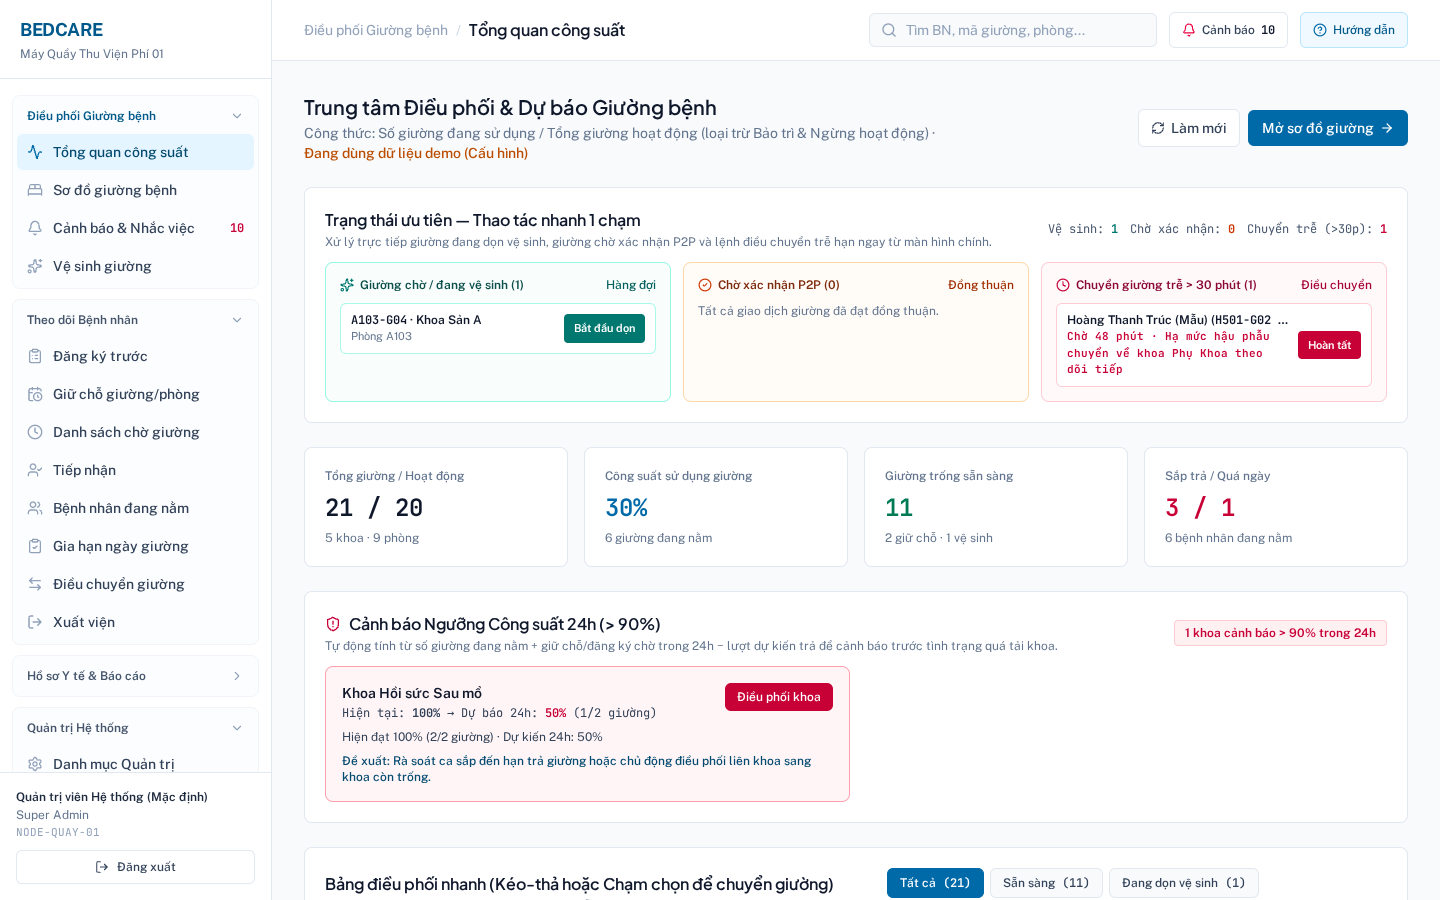 BEDCARE
Máy Quầy Thu Viện Phí 01
Điều phối Giường bệnh
Tổng quan công suất
Sơ đồ giường bệnh
Cảnh báo & Nhắc việc 10
Vệ sinh giường
Theo dõi Bệnh nhân
Đăng ký trước
Giữ chỗ giường/phòng
Danh sách chờ giường
Tiếp nhận
Bệnh nhân đang nằm
Gia hạn ngày giường
Điều chuyển giường
Xuất viện
Hồ sơ Y tế & Báo cáo
Quản trị Hệ thống
Danh mục Quản trị
Quản trị viên Hệ thống (Mặc định)
Super Admin
NODE-QUAY-01
Đăng xuất
Điều phối Giường bệnh / Tổng quan công suất
Tìm BN, mã giường, phòng...
Cảnh báo 10
Hướng dẫn
Trung tâm Điều phối & Dự báo Giường bệnh
Công thức: Số giường đang sử dụng / Tổng giường hoạt động (loại trừ Bảo trì & Ngừng hoạt động) ·
Đang dùng dữ liệu demo (Cấu hình)
Làm mới
Mở sơ đồ giường
Trạng thái ưu tiên — Thao tác nhanh 1 chạm
Xử lý trực tiếp giường đang dọn vệ sinh, giường chờ xác nhận P2P và lệnh điều chuyển trễ hạn ngay từ màn hình chính.
Vệ sinh: 1 Chờ xác nhận: 0 Chuyển trễ (>30p): 1
Giường chờ / đang vệ sinh (1) Hàng đợi
A103-G04 · Khoa Sản A
Phòng A103
Bắt đầu dọn
Chờ xác nhận P2P (0) Đồng thuận
Tất cả giao dịch giường đã đạt đồng thuận.
Chuyển giường trễ > 30 phút (1) Điều chuyển
Hoàng Thanh Trúc (Mẫu) (H501-G02 ...
Chờ 48 phút · Hạ mức hậu phẫu
chuyển về khoa Phụ Khoa theo
dõi tiếp
Hoàn tất
Tổng giường / Hoạt động
21 / 20
5 khoa · 9 phòng
Công suất sử dụng giường
30%
6 giường đang nằm
Giường trống sẵn sàng
11
2 giữ chỗ · 1 vệ sinh
Sắp trả / Quá ngày
3 / 1
6 bệnh nhân đang nằm
Cảnh báo Ngưỡng Công suất 24h (> 90%)
Tự động tính từ số giường đang nằm + giữ chỗ/đăng ký chờ trong 24h − lượt dự kiến trả để cảnh báo trước tình trạng quá tải khoa.
1 khoa cảnh báo > 90% trong 24h
Khoa Hồi sức Sau mổ
Hiện tại: 100% → Dự báo 24h: 50% (1/2 giường)
Hiện đạt 100% (2/2 giường) · Dự kiến 24h: 50%
Đề xuất: Rà soát ca sắp đến hạn trả giường hoặc chủ động điều phối liên khoa sang
khoa còn trống.
Điều phối khoa
Bảng điều phối nhanh (Kéo-thả hoặc Chạm chọn để chuyển giường)
Tất cả (21)
Sẵn sàng (11)
Đang dọn vệ sinh (1)